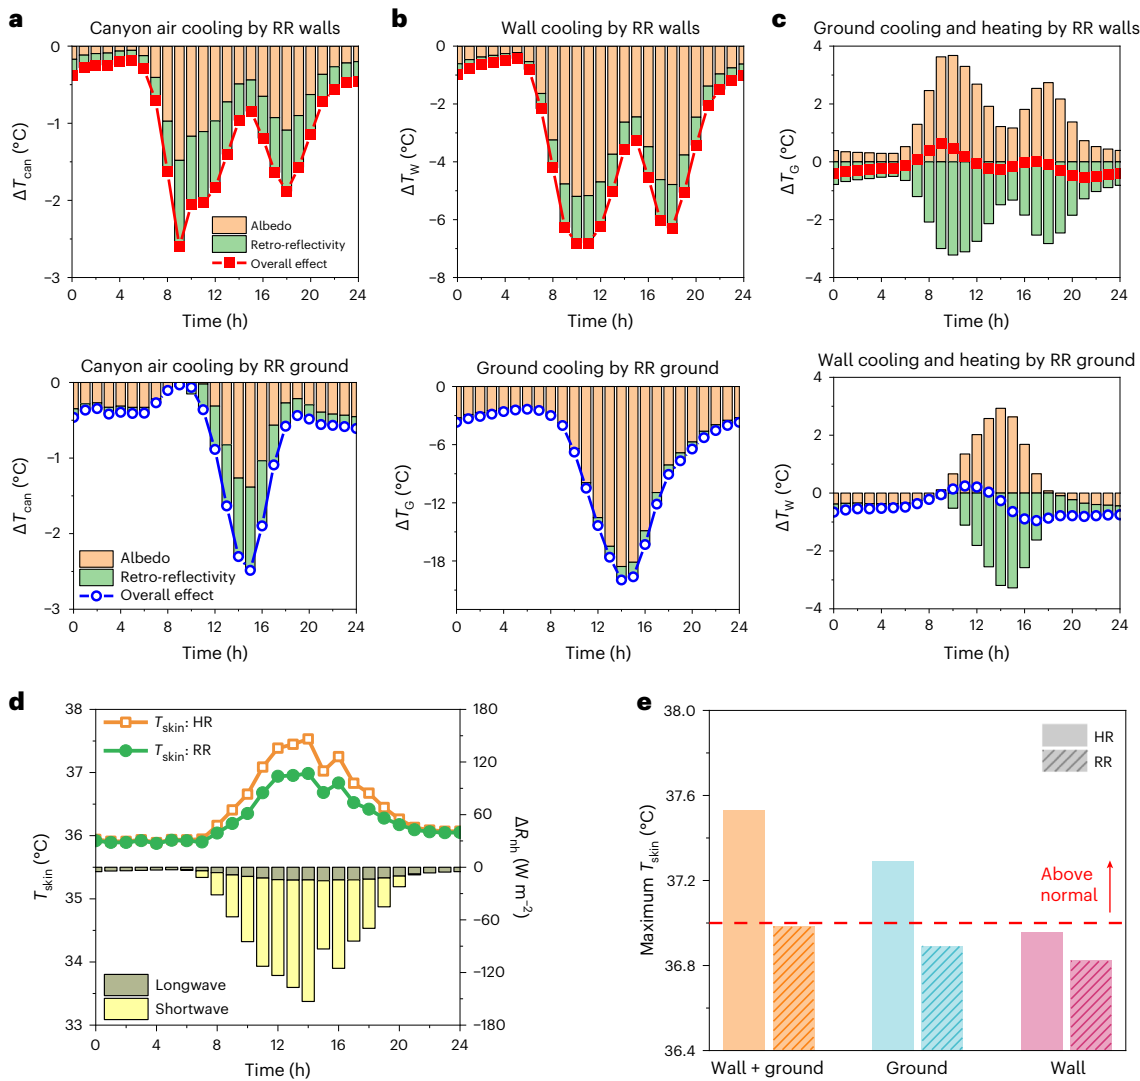 a
Canyon air cooling by RR walls
0
−1
−2
−3
ΔTcan (°C)
Albedo
Retro-reflectivity
Overall effect
0 4 8 12 16 20 24
Time (h)
b
Wall cooling by RR walls
0
−2
−4
−6
−8
ΔTW (°C)
0 4 8 12 16 20 24
Time (h)
c
Ground cooling and heating by RR walls
4
2
0
−2
−4
ΔTG (°C)
0 4 8 12 16 20 24
Time (h)
Canyon air cooling by RR ground
0
−1
−2
−3
ΔTcan (°C)
Albedo
Retro-reflectivity
Overall effect
0 4 8 12 16 20 24
Time (h)
Ground cooling by RR ground
0
−6
−12
−18
ΔTG (°C)
0 4 8 12 16 20 24
Time (h)
Wall cooling and heating by RR ground
4
2
0
−2
−4
ΔTW (°C)
0 4 8 12 16 20 24
Time (h)
d
38
37
36
35
34
33
Tskin (°C)
Tskin: HR
Tskin: RR
Longwave
Shortwave
180
120
60
0
−60
−120
−180
ΔRnh (W m−2)
0 4 8 12 16 20 24
Time (h)
e
38.0
37.6
37.2
36.8
36.4
Maximum Tskin (°C)
HR
RR
Above
normal
Wall + ground Ground Wall